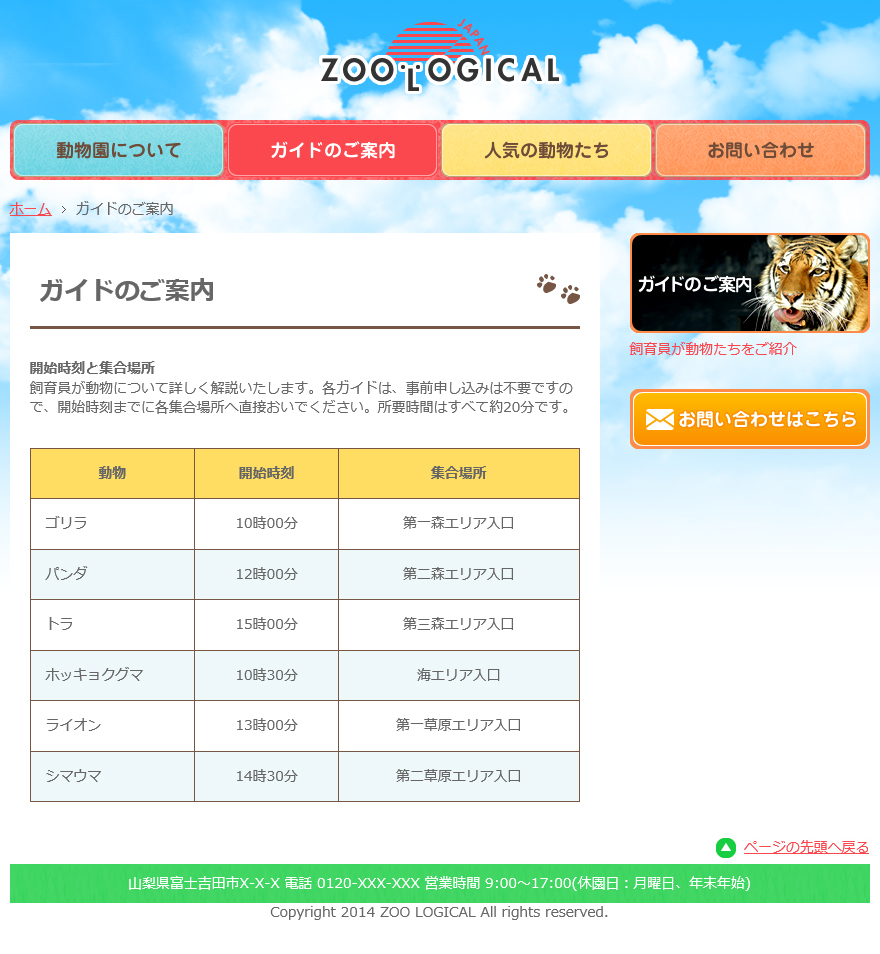 JAPAN
ZOO LOGICAL
動物園について
ガイドのご案内
人気の動物たち
お問い合わせ
ホーム › ガイドのご案内
ガイドのご案内
開始時刻と集合場所
飼育員が動物について詳しく解説いたします。各ガイドは、事前申し込みは不要ですの
で、開始時刻までに各集合場所へ直接おいでください。所要時間はすべて約20分です。
動物 開始時刻 集合場所
ゴリラ 10時00分 第一森エリア入口
パンダ 12時00分 第二森エリア入口
トラ 15時00分 第三森エリア入口
ホッキョクグマ 10時30分 海エリア入口
ライオン 13時00分 第一草原エリア入口
シマウマ 14時30分 第二草原エリア入口
ガイドのご案内
飼育員が動物たちをご紹介
お問い合わせはこちら
ページの先頭へ戻る
山梨県富士吉田市X-X-X 電話 0120-XXX-XXX 営業時間 9:00～17:00(休園日：月曜日、年末年始)
Copyright 2014 ZOO LOGICAL All rights reserved.